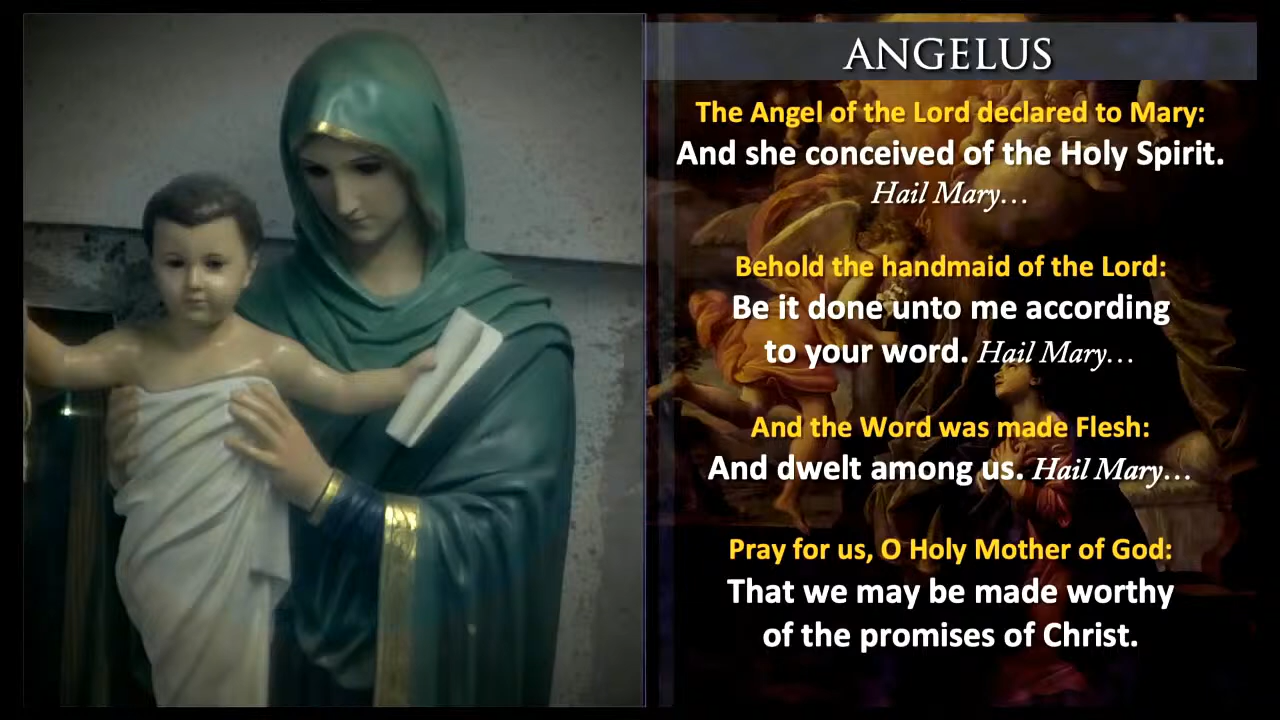 ANGELUS
The Angel of the Lord declared to Mary:
And she conceived of the Holy Spirit.
Hail Mary…
Behold the handmaid of the Lord:
Be it done unto me according
to your word. Hail Mary…
And the Word was made Flesh:
And dwelt among us. Hail Mary…
Pray for us, O Holy Mother of God:
That we may be made worthy
of the promises of Christ.